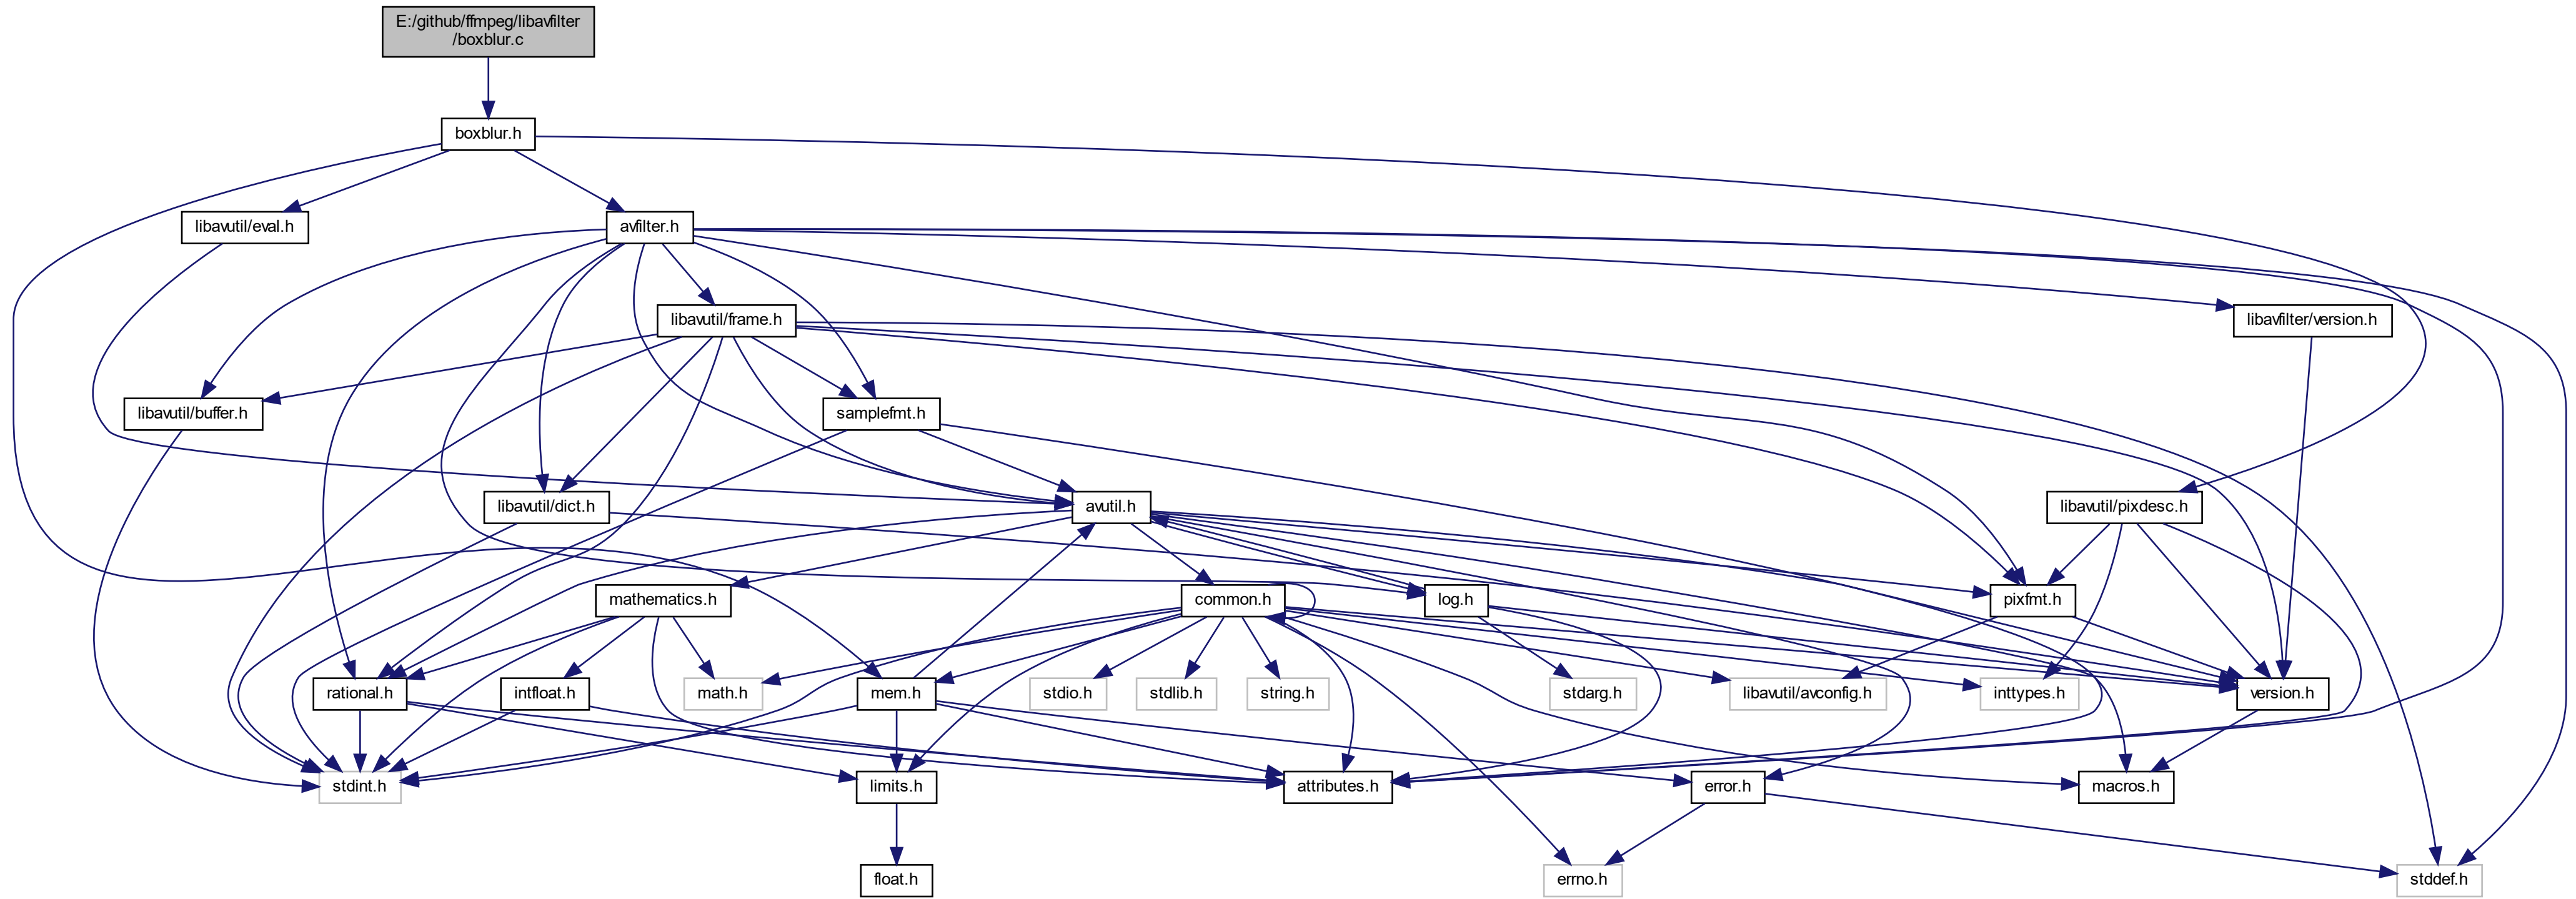 E:/github/ffmpeg/libavfilter
/boxblur.c
boxblur.h
libavutil/eval.h
avfilter.h
libavutil/frame.h
libavfilter/version.h
libavutil/buffer.h
samplefmt.h
libavutil/dict.h
avutil.h
libavutil/pixdesc.h
mathematics.h
common.h
log.h
pixfmt.h
rational.h
intfloat.h
math.h
mem.h
stdio.h
stdlib.h
string.h
stdarg.h
libavutil/avconfig.h
inttypes.h
version.h
stdint.h
limits.h
attributes.h
error.h
macros.h
float.h
errno.h
stddef.h